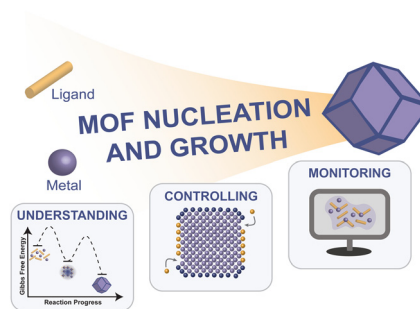 Ligand
MOF NUCLEATION
AND GROWTH
Metal
MONITORING
CONTROLLING
UNDERSTANDING
Gibbs Free Energy
Reaction Progress